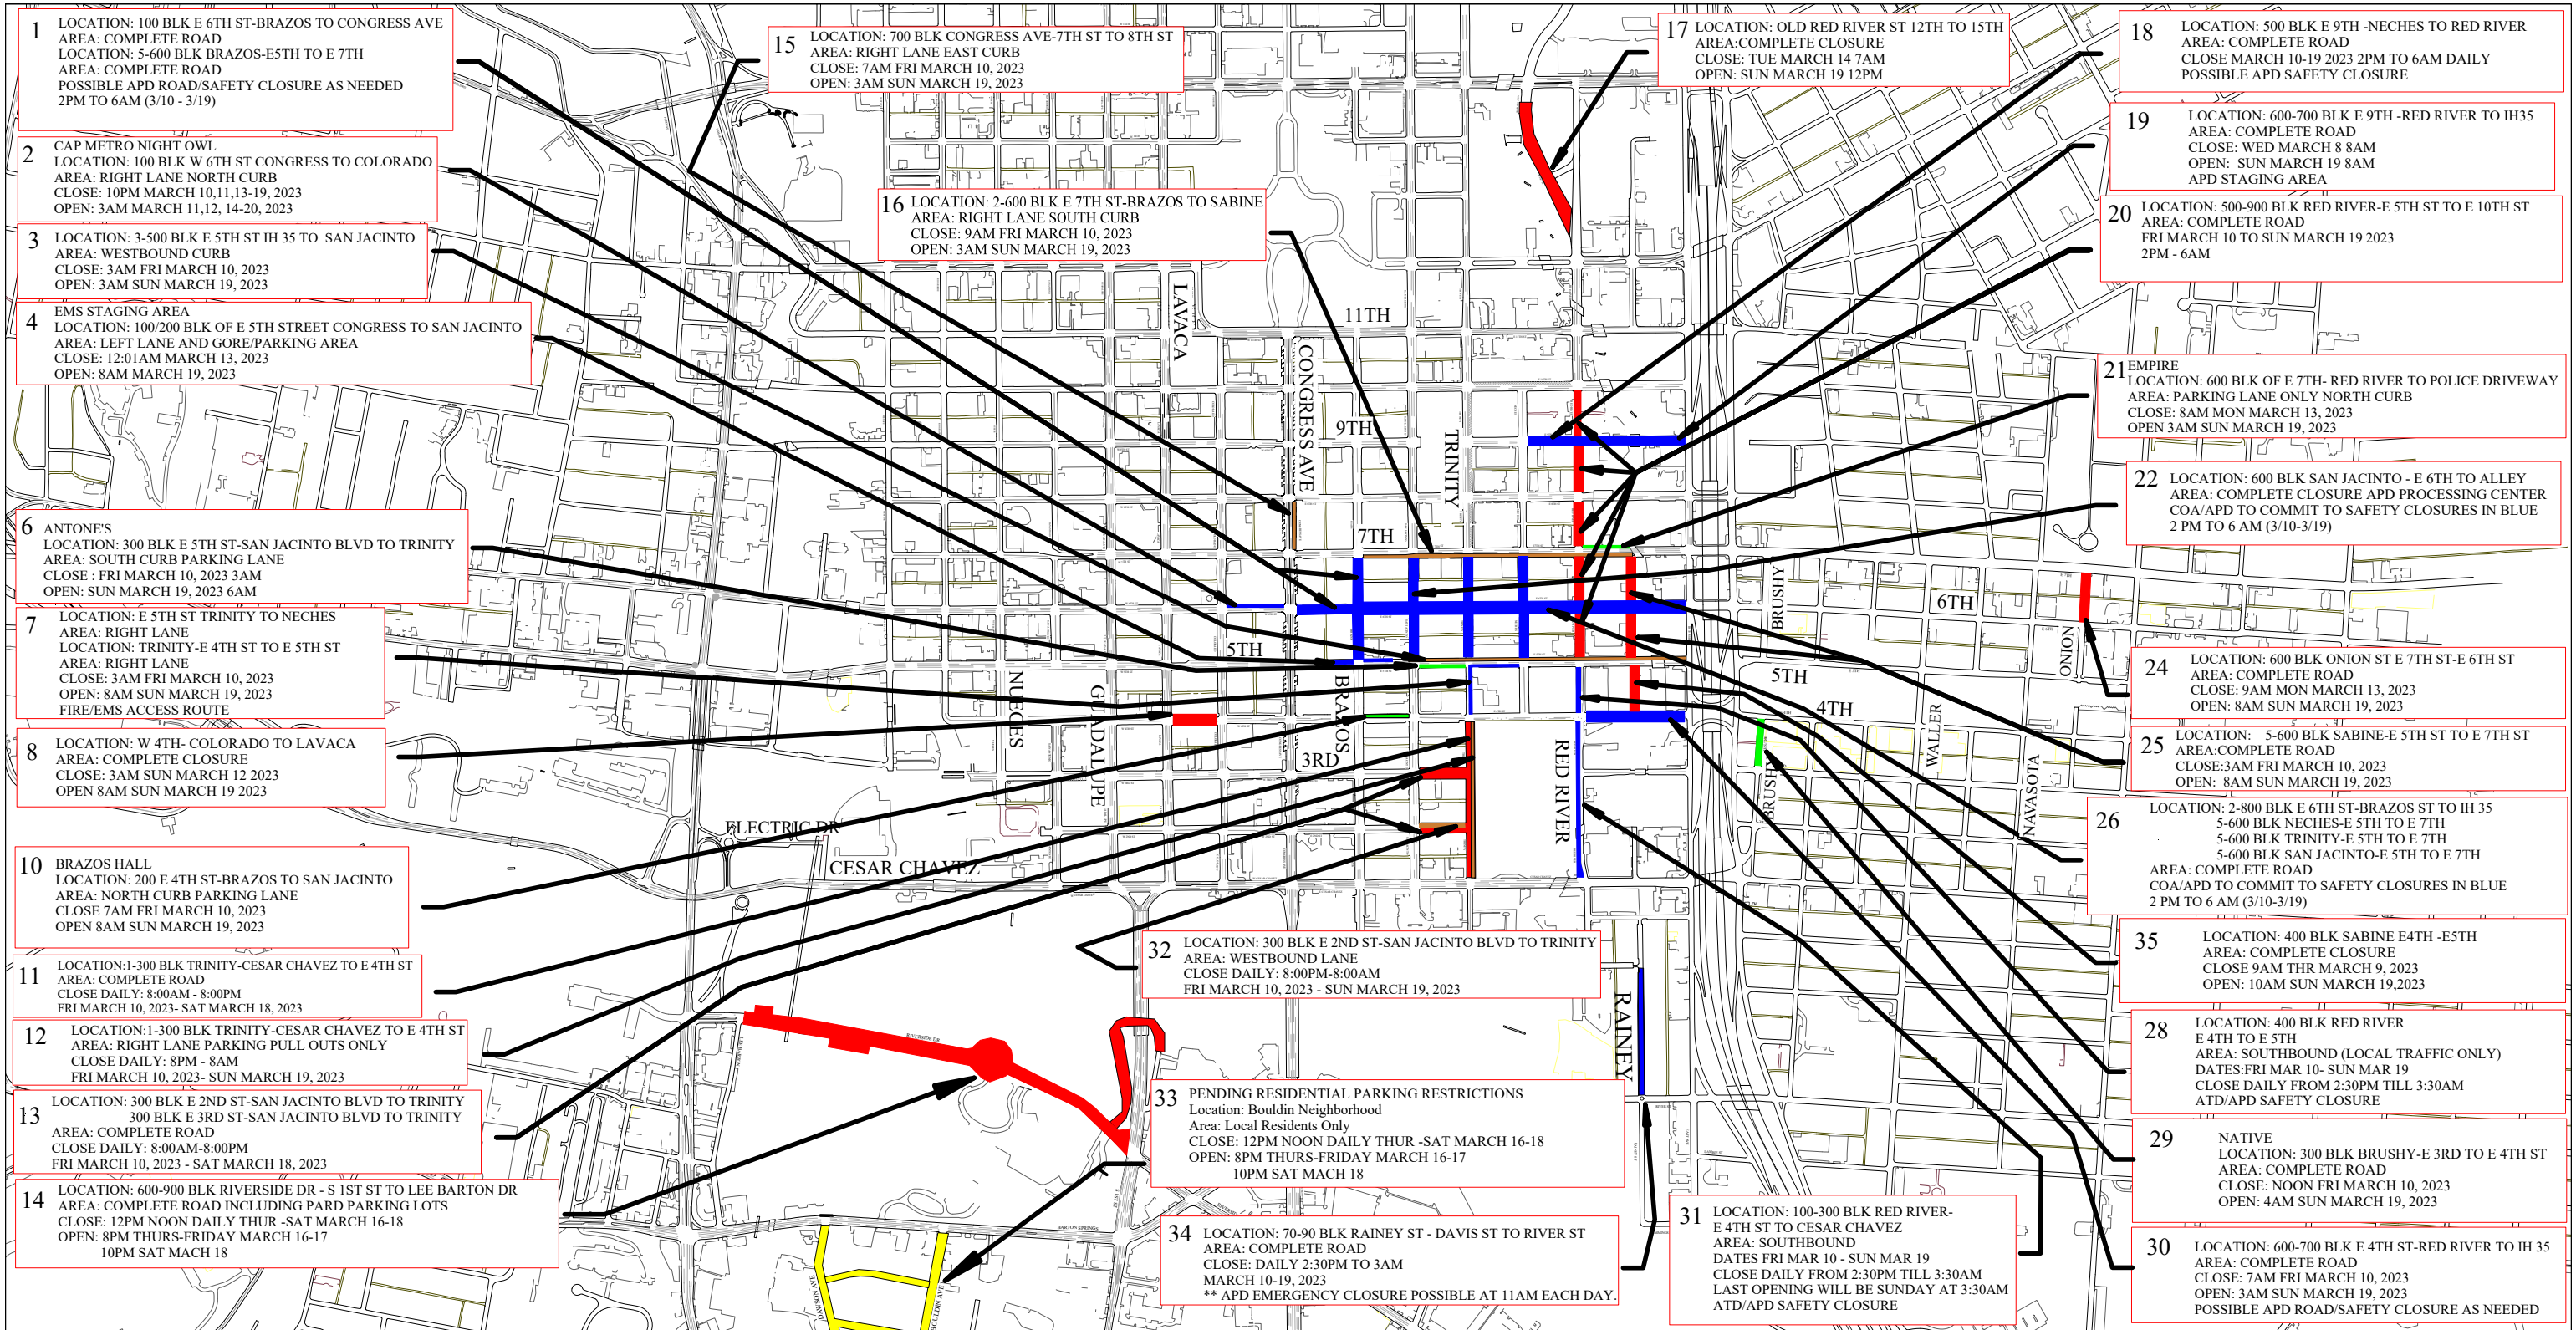 1
LOCATION: 100 BLK E 6TH ST-BRAZOS TO CONGRESS AVE
AREA: COMPLETE ROAD
LOCATION: 5-600 BLK BRAZOS-E5TH TO E 7TH
AREA: COMPLETE ROAD
POSSIBLE APD ROAD/SAFETY CLOSURE AS NEEDED
2PM TO 6AM (3/10 - 3/19)
2
CAP METRO NIGHT OWL
LOCATION: 100 BLK W 6TH ST CONGRESS TO COLORADO
AREA: RIGHT LANE NORTH CURB
CLOSE: 10PM MARCH 10,11,13-19, 2023
OPEN: 3AM MARCH 11,12, 14-20, 2023
3
LOCATION: 3-500 BLK E 5TH ST IH 35 TO SAN JACINTO
AREA: WESTBOUND CURB
CLOSE: 3AM FRI MARCH 10, 2023
OPEN: 3AM SUN MARCH 19, 2023
4
EMS STAGING AREA
LOCATION: 100/200 BLK OF E 5TH STREET CONGRESS TO SAN JACINTO
AREA: LEFT LANE AND GORE/PARKING AREA
CLOSE: 12:01AM MARCH 13, 2023
OPEN: 8AM MARCH 19, 2023
6
ANTONE'S
LOCATION: 300 BLK E 5TH ST-SAN JACINTO BLVD TO TRINITY
AREA: SOUTH CURB PARKING LANE
CLOSE : FRI MARCH 10, 2023 3AM
OPEN: SUN MARCH 19, 2023 6AM
7
LOCATION: E 5TH ST TRINITY TO NECHES
AREA: RIGHT LANE
LOCATION: TRINITY-E 4TH ST TO E 5TH ST
AREA: RIGHT LANE
CLOSE: 3AM FRI MARCH 10, 2023
OPEN: 8AM SUN MARCH 19, 2023
FIRE/EMS ACCESS ROUTE
8
LOCATION: W 4TH- COLORADO TO LAVACA
AREA: COMPLETE CLOSURE
CLOSE: 3AM SUN MARCH 12 2023
OPEN 8AM SUN MARCH 19 2023
10
BRAZOS HALL
LOCATION: 200 E 4TH ST-BRAZOS TO SAN JACINTO
AREA: NORTH CURB PARKING LANE
CLOSE 7AM FRI MARCH 10, 2023
OPEN 8AM SUN MARCH 19, 2023
11
LOCATION:1-300 BLK TRINITY-CESAR CHAVEZ TO E 4TH ST
AREA: COMPLETE ROAD
CLOSE DAILY: 8:00AM - 8:00PM
FRI MARCH 10, 2023- SAT MARCH 18, 2023
12
LOCATION:1-300 BLK TRINITY-CESAR CHAVEZ TO E 4TH ST
AREA: RIGHT LANE PARKING PULL OUTS ONLY
CLOSE DAILY: 8PM - 8AM
FRI MARCH 10, 2023- SUN MARCH 19, 2023
13
LOCATION: 300 BLK E 2ND ST-SAN JACINTO BLVD TO TRINITY
300 BLK E 3RD ST-SAN JACINTO BLVD TO TRINITY
AREA: COMPLETE ROAD
CLOSE DAILY: 8:00AM-8:00PM
FRI MARCH 10, 2023 - SAT MARCH 18, 2023
14
LOCATION: 600-900 BLK RIVERSIDE DR - S 1ST ST TO LEE BARTON DR
AREA: COMPLETE ROAD INCLUDING PARD PARKING LOTS
CLOSE: 12PM NOON DAILY THUR -SAT MARCH 16-18
OPEN: 8PM THURS-FRIDAY MARCH 16-17
10PM SAT MACH 18
15
LOCATION: 700 BLK CONGRESS AVE-7TH ST TO 8TH ST
AREA: RIGHT LANE EAST CURB
CLOSE: 7AM FRI MARCH 10, 2023
OPEN: 3AM SUN MARCH 19, 2023
16
LOCATION: 2-600 BLK E 7TH ST-BRAZOS TO SABINE
AREA: RIGHT LANE SOUTH CURB
CLOSE: 9AM FRI MARCH 10, 2023
OPEN: 3AM SUN MARCH 19, 2023
17
LOCATION: OLD RED RIVER ST 12TH TO 15TH
AREA:COMPLETE CLOSURE
CLOSE: TUE MARCH 14 7AM
OPEN: SUN MARCH 19 12PM
18
LOCATION: 500 BLK E 9TH -NECHES TO RED RIVER
AREA: COMPLETE ROAD
CLOSE MARCH 10-19 2023 2PM TO 6AM DAILY
POSSIBLE APD SAFETY CLOSURE
19
LOCATION: 600-700 BLK E 9TH -RED RIVER TO IH35
AREA: COMPLETE ROAD
CLOSE: WED MARCH 8 8AM
OPEN: SUN MARCH 19 8AM
APD STAGING AREA
20
LOCATION: 500-900 BLK RED RIVER-E 5TH ST TO E 10TH ST
AREA: COMPLETE ROAD
FRI MARCH 10 TO SUN MARCH 19 2023
2PM - 6AM
21
EMPIRE
LOCATION: 600 BLK OF E 7TH- RED RIVER TO POLICE DRIVEWAY
AREA: PARKING LANE ONLY NORTH CURB
CLOSE: 8AM MON MARCH 13, 2023
OPEN 3AM SUN MARCH 19, 2023
22
LOCATION: 600 BLK SAN JACINTO - E 6TH TO ALLEY
AREA: COMPLETE CLOSURE APD PROCESSING CENTER
COA/APD TO COMMIT TO SAFETY CLOSURES IN BLUE
2 PM TO 6 AM (3/10-3/19)
24
LOCATION: 600 BLK ONION ST E 7TH ST-E 6TH ST
AREA: COMPLETE ROAD
CLOSE: 9AM MON MARCH 13, 2023
OPEN: 8AM SUN MARCH 19, 2023
25
LOCATION: 5-600 SABINE-E 5TH ST TO E 7TH ST
AREA:COMPLETE ROAD
CLOSE:3AM FRI MARCH 10, 2023
OPEN: 8AM SUN MARCH 19, 2023
26
LOCATION: 2-800 BLK E 6TH ST-BRAZOS ST TO IH 35
5-600 BLK NECHES-E 5TH TO E 7TH
5-600 BLK TRINITY-E 5TH TO E 7TH
5-600 BLK SAN JACINTO-E 5TH TO E 7TH
AREA: COMPLETE ROAD
COA/APD TO COMMIT TO SAFETY CLOSURES IN BLUE
2 PM TO 6 AM (3/10-3/19)
35
LOCATION: 400 BLK SABINE E4TH -E5TH
AREA: COMPLETE CLOSURE
CLOSE 9AM THR MARCH 9, 2023
OPEN: 10AM SUN MARCH 19,2023
28
LOCATION: 400 BLK RED RIVER
E 4TH TO E 5TH
AREA: SOUTHBOUND (LOCAL TRAFFIC ONLY)
DATES:FRI MAR 10- SUN MAR 19
CLOSE DAILY FROM 2:30PM TILL 3:30AM
ATD/APD SAFETY CLOSURE
29
NATIVE
LOCATION: 300 BLK BRUSHY-E 3RD TO E 4TH ST
AREA: COMPLETE ROAD
CLOSE: NOON FRI MARCH 10, 2023
OPEN: 4AM SUN MARCH 19, 2023
30
LOCATION: 600-700 BLK E 4TH ST-RED RIVER TO IH 35
AREA: COMPLETE ROAD
CLOSE: 7AM FRI MARCH 10, 2023
OPEN: 3AM SUN MARCH 19, 2023
POSSIBLE APD ROAD/SAFETY CLOSURE AS NEEDED
31
LOCATION: 100-300 BLK RED RIVER-
E 4TH ST TO CESAR CHAVEZ
AREA: SOUTHBOUND
DATES FRI MAR 10 - SUN MAR 19
CLOSE DAILY FROM 2:30PM TILL 3:30AM
LAST OPENING WILL BE SUNDAY AT 3:30AM
ATD/APD SAFETY CLOSURE
32
LOCATION: 300 BLK E 2ND ST-SAN JACINTO BLVD TO TRINITY
AREA: WESTBOUND LANE
CLOSE DAILY: 8:00PM-8:00AM
FRI MARCH 10, 2023 - SUN MARCH 19, 2023
33
PENDING RESIDENTIAL PARKING RESTRICTIONS
Location: Bouldin Neighborhood
Area: Local Residents Only
CLOSE: 12PM NOON DAILY THUR -SAT MARCH 16-18
OPEN: 8PM THURS-FRIDAY MARCH 16-17
10PM SAT MACH 18
34
LOCATION: 70-90 BLK RAINEY ST - DAVIS ST TO RIVER ST
AREA: COMPLETE ROAD
CLOSE: DAILY 2:30PM TO 3AM
MARCH 10-19, 2023
** APD EMERGENCY CLOSURE POSSIBLE AT 11AM EACH DAY.
LAVACA
11TH
CONGRESS AVE
9TH
TRINITY
7TH
BRUSHY
6TH
ONION
5TH
5TH
NUECES
GUADALUPE
BRAZOS
4TH
3RD
RED RIVER
BRUSHY
WALLER
NAVASOTA
ELECTRIC DR
CESAR CHAVEZ
RAINEY
RIVERSIDE DR
BARTON SPRINGS
DAWSON AVE
BOULDIN AVE